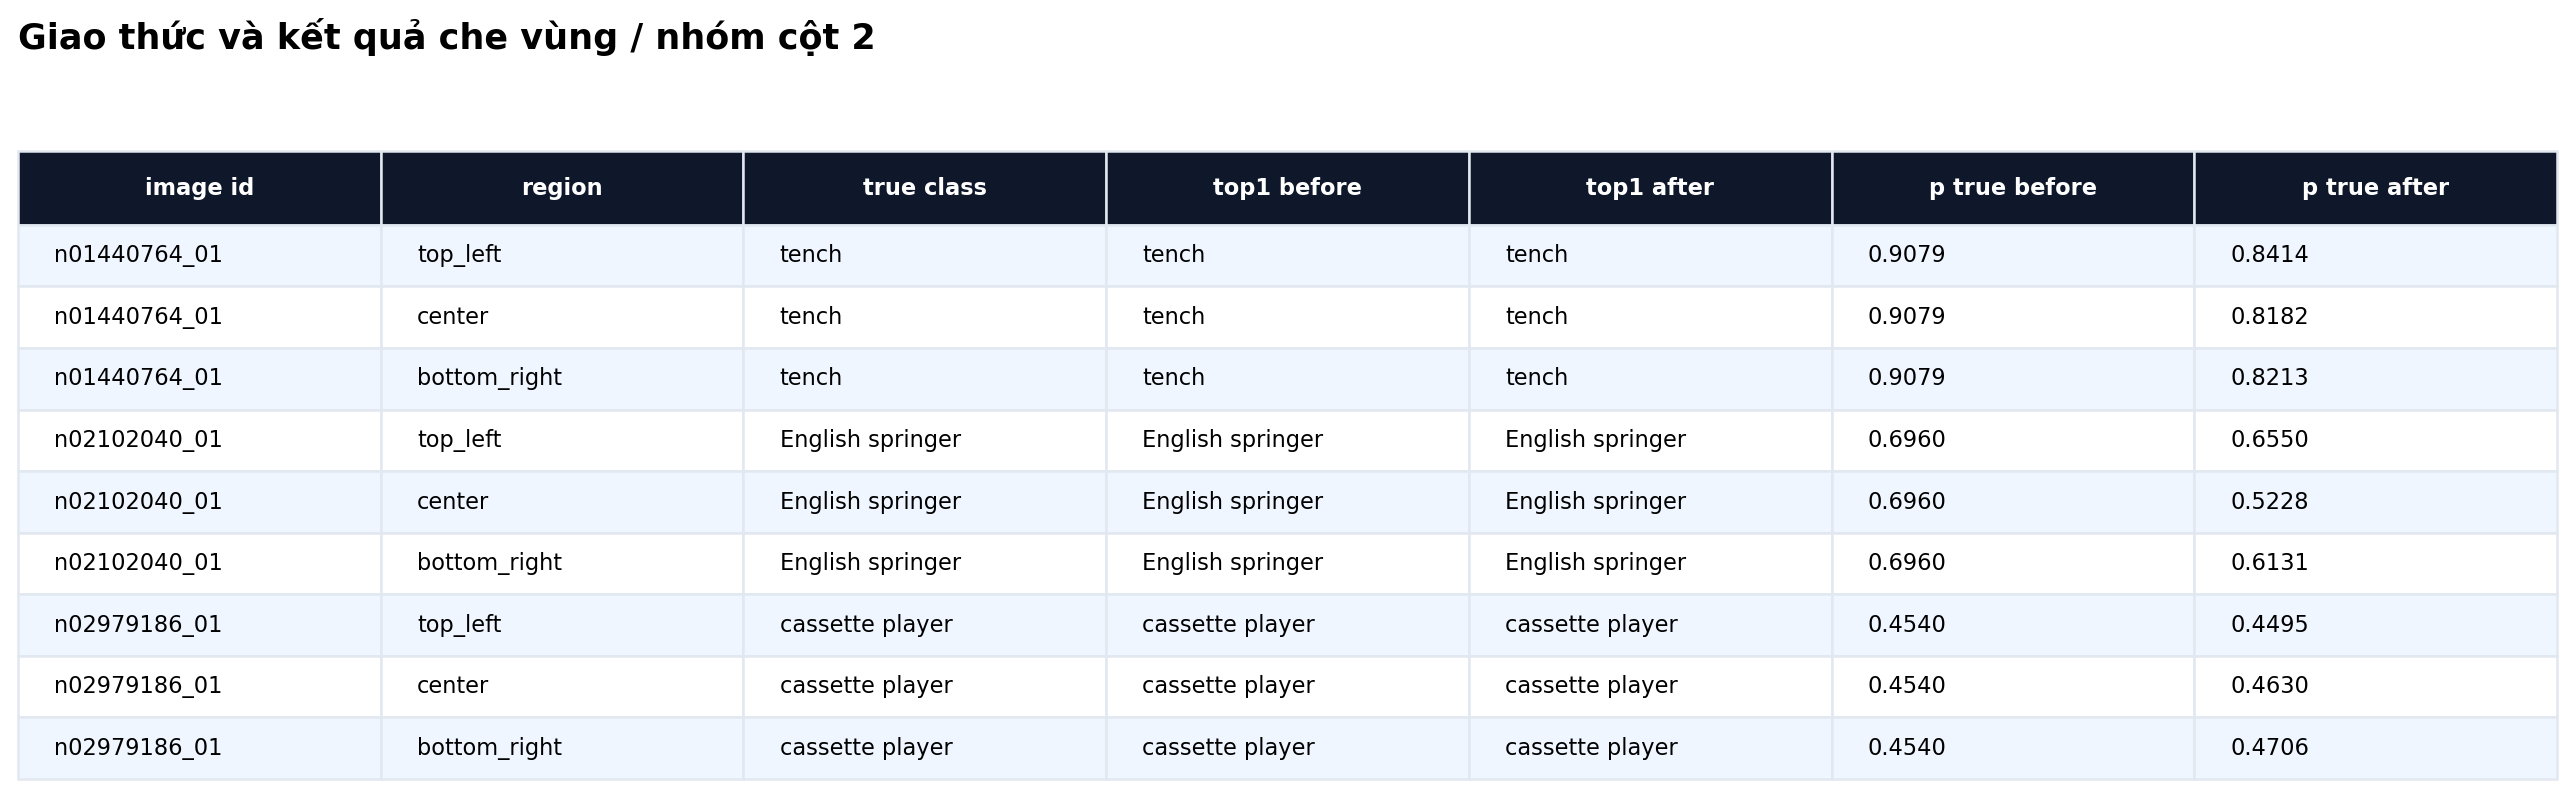 Giao thức và kết quả che vùng / nhóm cột 2
image id region true class top1 before top1 after p true before p true after
n01440764_01 top_left tench tench tench 0.9079 0.8414
n01440764_01 center tench tench tench 0.9079 0.8182
n01440764_01 bottom_right tench tench tench 0.9079 0.8213
n02102040_01 top_left English springer English springer English springer 0.6960 0.6550
n02102040_01 center English springer English springer English springer 0.6960 0.5228
n02102040_01 bottom_right English springer English springer English springer 0.6960 0.6131
n02979186_01 top_left cassette player cassette player cassette player 0.4540 0.4495
n02979186_01 center cassette player cassette player cassette player 0.4540 0.4630
n02979186_01 bottom_right cassette player cassette player cassette player 0.4540 0.4706